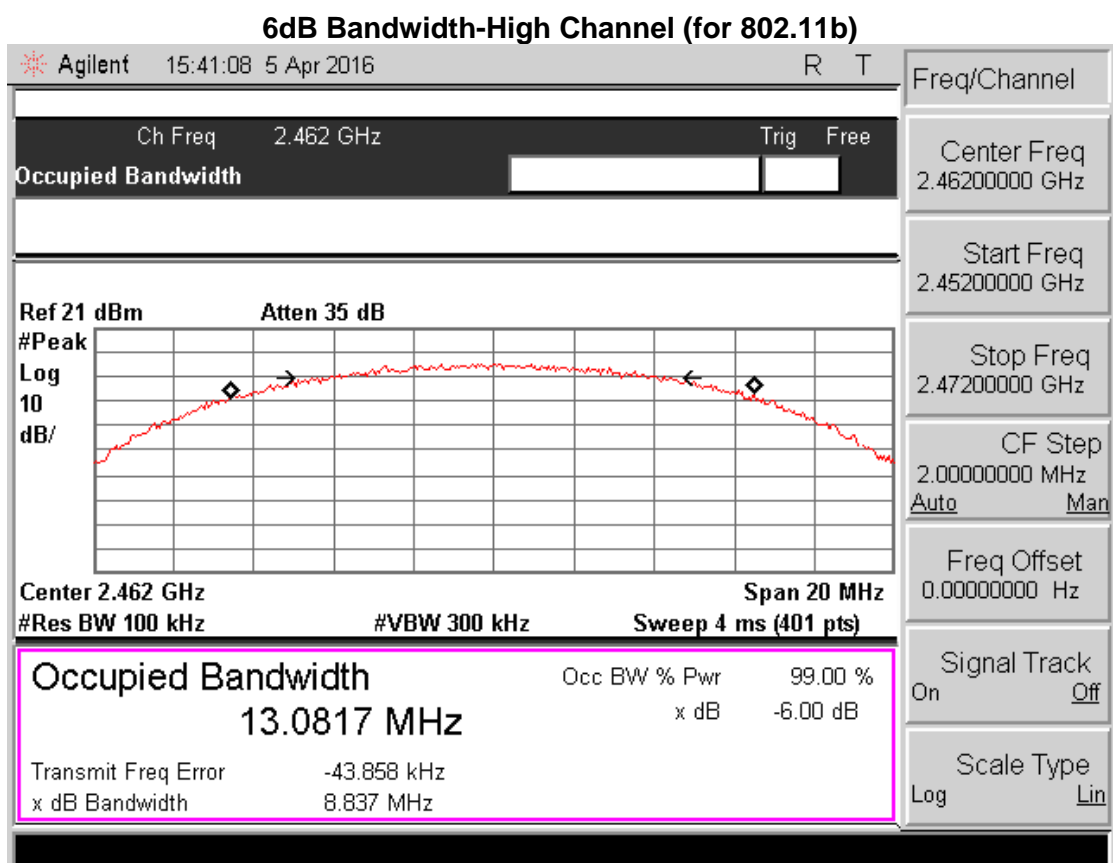 6dB Bandwidth-High Channel (for 802.11b)
Agilent 15:41:08 5 Apr 2016 R T
Freq/Channel
Ch Freq 2.462 GHz Trig Free
Occupied Bandwidth
Center Freq
2.46200000 GHz
Start Freq
2.45200000 GHz
Ref 21 dBm Atten 35 dB
#Peak
Log
10
dB/
Stop Freq
2.47200000 GHz
CF Step
2.00000000 MHz
Auto Man
Freq Offset
0.00000000 Hz
Center 2.462 GHz Span 20 MHz
#Res BW 100 kHz #VBW 300 kHz Sweep 4 ms (401 pts)
Occupied Bandwidth Occ BW % Pwr 99.00 %
13.0817 MHz x dB -6.00 dB
Transmit Freq Error -43.858 kHz
x dB Bandwidth 8.837 MHz
Signal Track
On Off
Scale Type
Log Lin